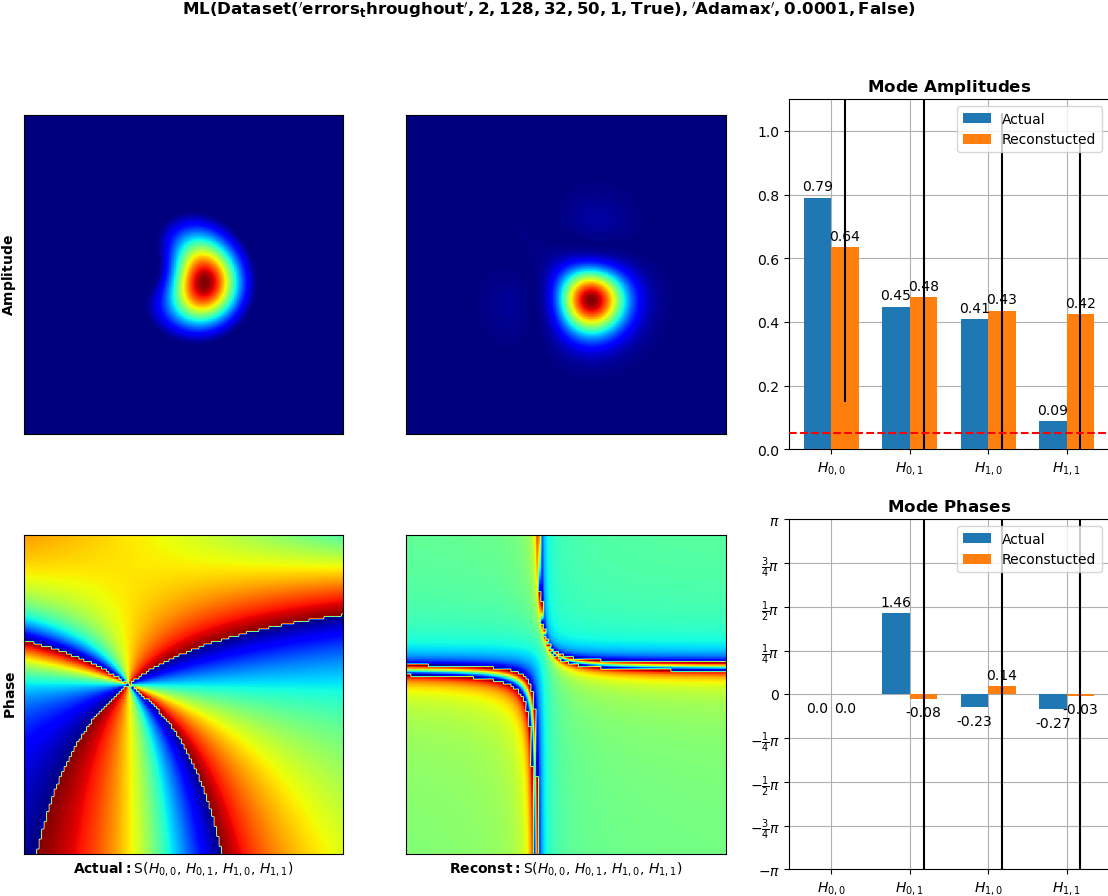 ML(Dataset('errors_throughout', 2, 128, 32, 50, 1, True), 'Adamax', 0.0001, False)
Mode Amplitudes
Amplitude
1.0
0.8
0.6
0.4
0.2
0.0
Actual
Reconstucted
0.79
0.64
0.45
0.48
0.41
0.43
0.09
0.42
H0,0
H0,1
H1,0
H1,1
Phase
Actual: S(H0,0, H0,1, H1,0, H1,1)
Reconst: S(H0,0, H0,1, H1,0, H1,1)
Mode Phases
π
3/4π
1/2π
1/4π
0
−1/4π
−1/2π
−3/4π
−π
Actual
Reconstucted
0.0
0.0
1.46
-0.08
-0.23
0.14
-0.27
-0.03
H0,0
H0,1
H1,0
H1,1